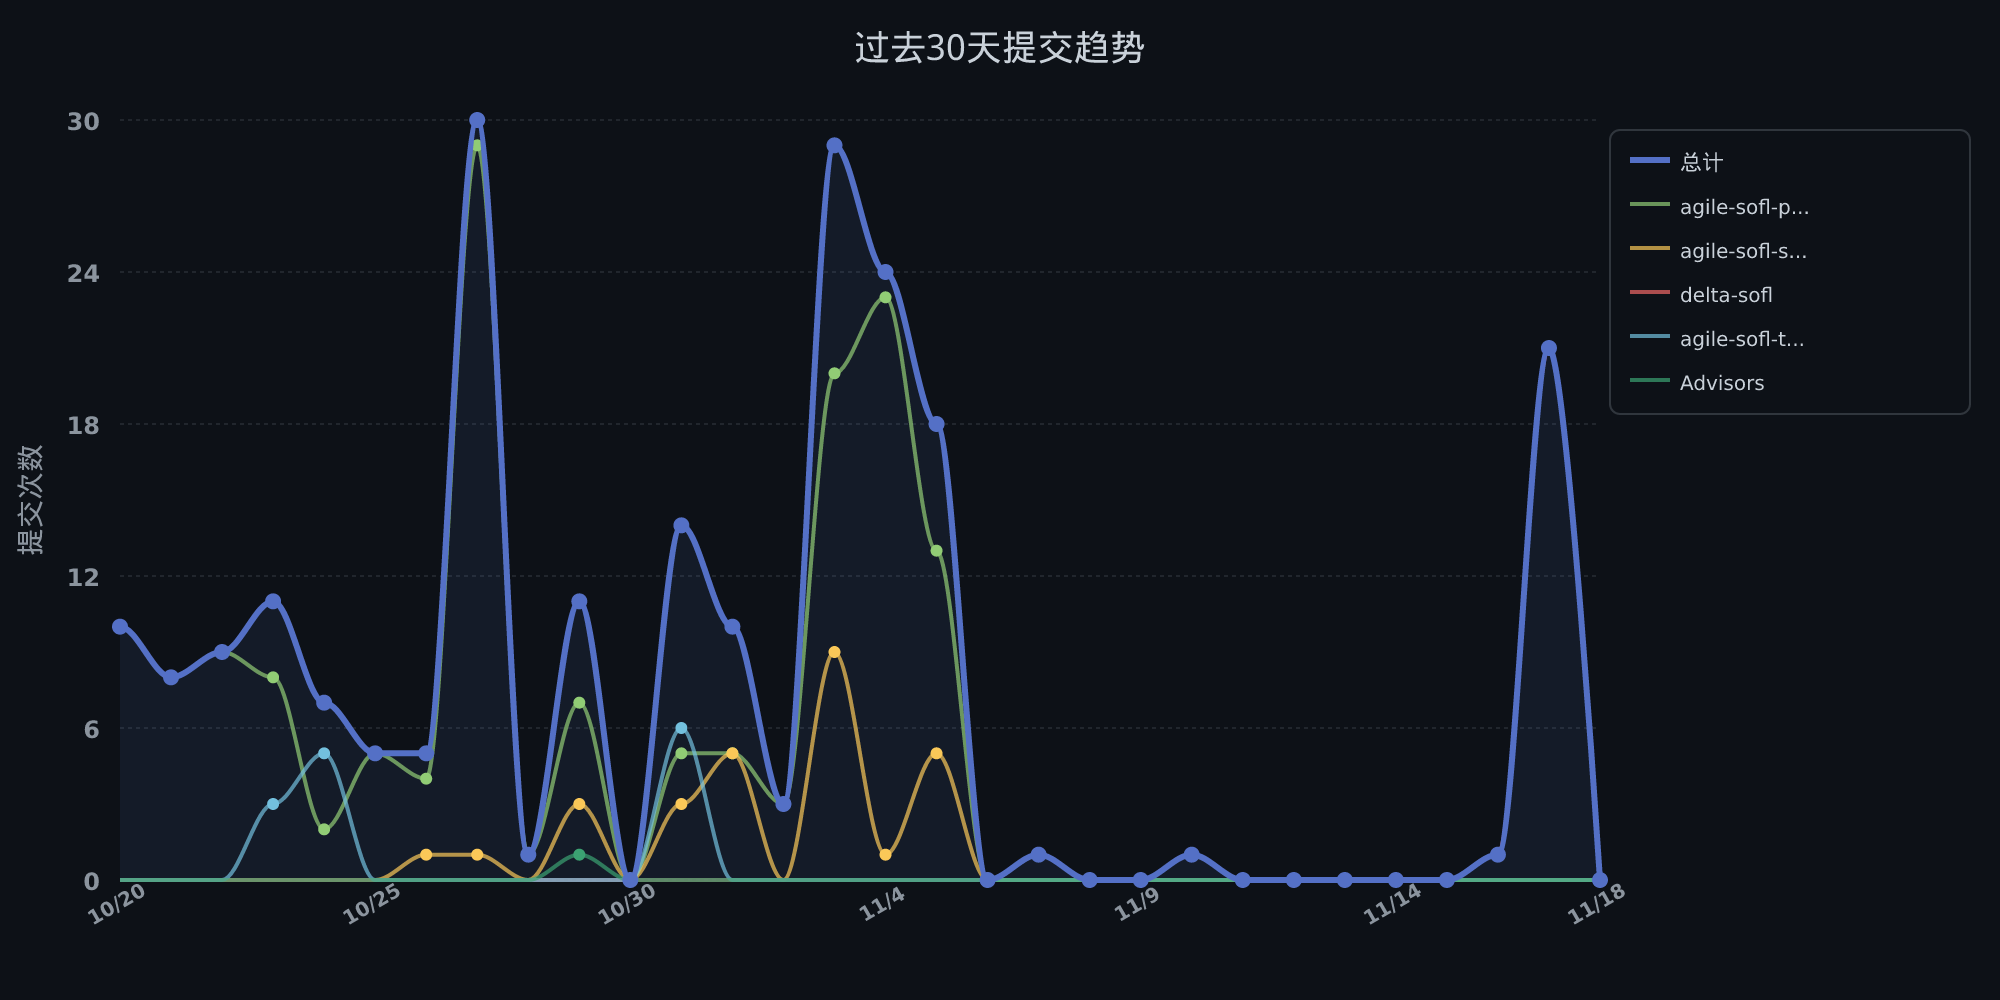 过去30天提交趋势
提交次数
30
24
18
12
6
0
10/20
10/25
10/30
11/4
11/9
11/14
11/18
总计
agile-sofl-p...
agile-sofl-s...
delta-sofl
agile-sofl-t...
Advisors